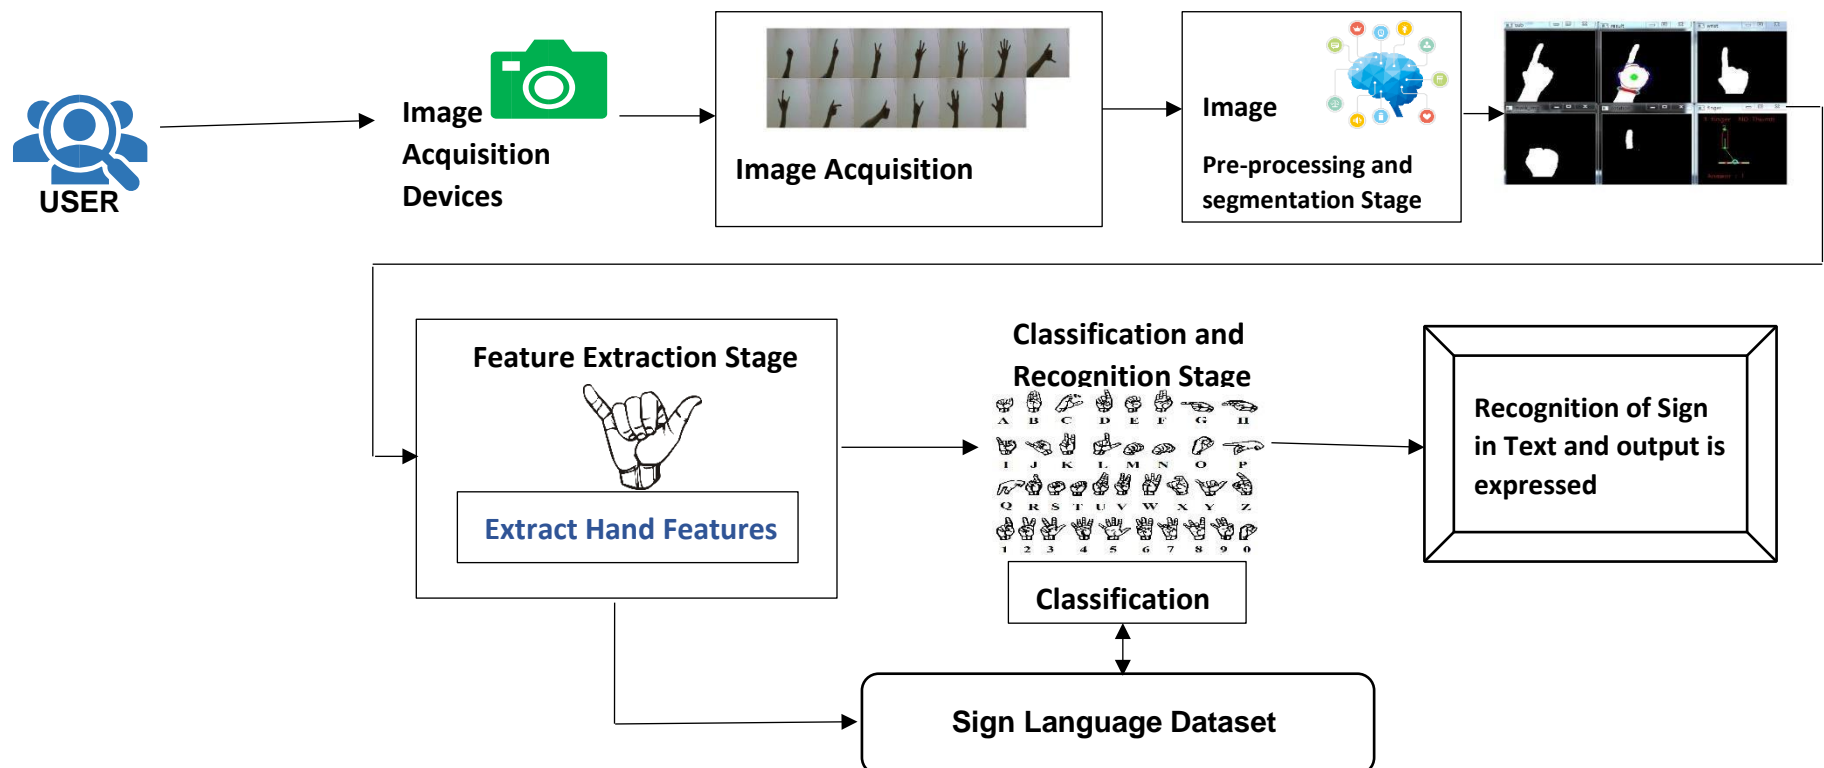 USER
Image
Acquisition
Devices
Image Acquisition
Image
Pre-processing and
segmentation Stage
Feature Extraction Stage
Extract Hand Features
Classification and
Recognition Stage
A B C D E F G H
I J K L M N O P
Q R S T U V W X Y Z
1 2 3 4 5 6 7 8 9 0
Classification
Recognition of Sign
in Text and output is
expressed
Sign Language Dataset